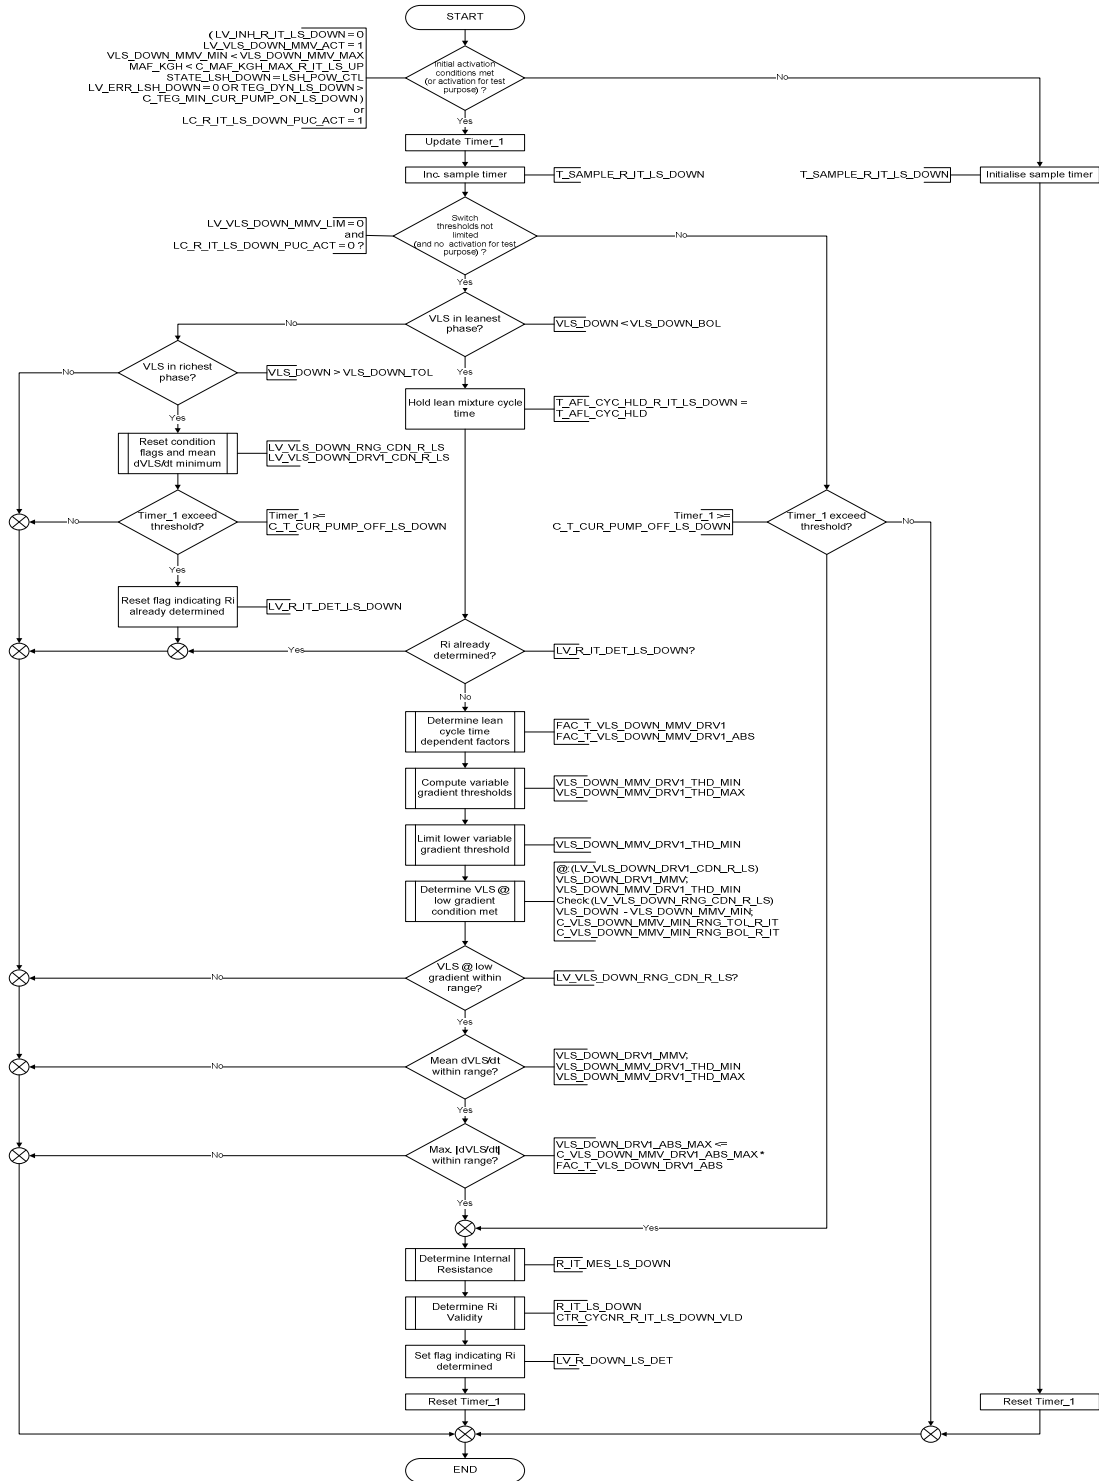 START
( LV_INH_R_IT_LS_DOWN = 0
LV_VLS_DOWN_MMV_ACT = 1
VLS_DOWN_MMV_MIN < VLS_DOWN_MMV_MAX
MAF_KGH < C_MAF_KGH_MAX_R_IT_LS_UP
STATE_LSH_DOWN = LSH_POW_CTL
LV_ERR_LSH_DOWN = 0 OR TEG_DYN_LS_DOWN >
C_TEG_MIN_CUR_PUMP_ON_LS_DOWN )
or
LC_R_IT_LS_DOWN_PUC_ACT = 1
Initial activation
conditions met
(or activation for test
purpose) ?
No
Yes
Update Timer_1
Inc. sample timer
T_SAMPLE_R_IT_LS_DOWN
T_SAMPLE_R_IT_LS_DOWN
Initialise sample timer
LV_VLS_DOWN_MMV_LIM = 0
and
LC_R_IT_LS_DOWN_PUC_ACT = 0 ?
Switch
thresholds not
limited
(and no activation for test
purpose) ?
No
Yes
VLS in leanest
phase?
VLS_DOWN < VLS_DOWN_BOL
No
VLS in richest
phase?
VLS_DOWN > VLS_DOWN_TOL
No
Yes
Yes
Hold lean mixture cycle
time
T_AFL_CYC_HLD_R_IT_LS_DOWN =
T_AFL_CYC_HLD
Reset condition
flags and mean
dVLS/dt minimum
LV_VLS_DOWN_RNG_CDN_R_LS
LV_VLS_DOWN_DRV1_CDN_R_LS
Timer_1 exceed
threshold?
Timer_1 >=
C_T_CUR_PUMP_OFF_LS_DOWN
No
Yes
Timer_1 >=
C_T_CUR_PUMP_OFF_LS_DOWN
Timer_1 exceed
threshold?
No
Reset flag indicating Ri
already determined
LV_R_IT_DET_LS_DOWN
Yes
Ri already
determined?
LV_R_IT_DET_LS_DOWN?
No
Determine lean
cycle time
dependent factors
FAC_T_VLS_DOWN_MMV_DRV1
FAC_T_VLS_DOWN_MMV_DRV1_ABS
Compute variable
gradient thresholds
VLS_DOWN_MMV_DRV1_THD_MIN
VLS_DOWN_MMV_DRV1_THD_MAX
Limit lower variable
gradient threshold
VLS_DOWN_MMV_DRV1_THD_MIN
Determine VLS @
low gradient
condition met
@:(LV_VLS_DOWN_DRV1_CDN_R_LS)
VLS_DOWN_DRV1_MMV;
VLS_DOWN_MMV_DRV1_THD_MIN
Check:(LV_VLS_DOWN_RNG_CDN_R_LS)
VLS_DOWN - VLS_DOWN_MMV_MIN;
C_VLS_DOWN_MMV_MIN_RNG_TOL_R_IT
C_VLS_DOWN_MMV_MIN_RNG_BOL_R_IT
VLS @ low
gradient within
range?
LV_VLS_DOWN_RNG_CDN_R_LS?
No
Yes
Mean dVLS/dt
within range?
VLS_DOWN_DRV1_MMV;
VLS_DOWN_MMV_DRV1_THD_MIN
VLS_DOWN_MMV_DRV1_THD_MAX
No
Yes
Max. |dVLS/dt|
within range?
VLS_DOWN_DRV1_ABS_MAX <=
C_VLS_DOWN_MMV_DRV1_ABS_MAX *
FAC_T_VLS_DOWN_DRV1_ABS
No
Yes
Yes
Determine Internal
Resistance
R_IT_MES_LS_DOWN
Determine Ri
Validity
R_IT_LS_DOWN
CTR_CYCNR_R_IT_LS_DOWN_VLD
Set flag indicating Ri
determined
LV_R_DOWN_LS_DET
Reset Timer_1
Reset Timer_1
END